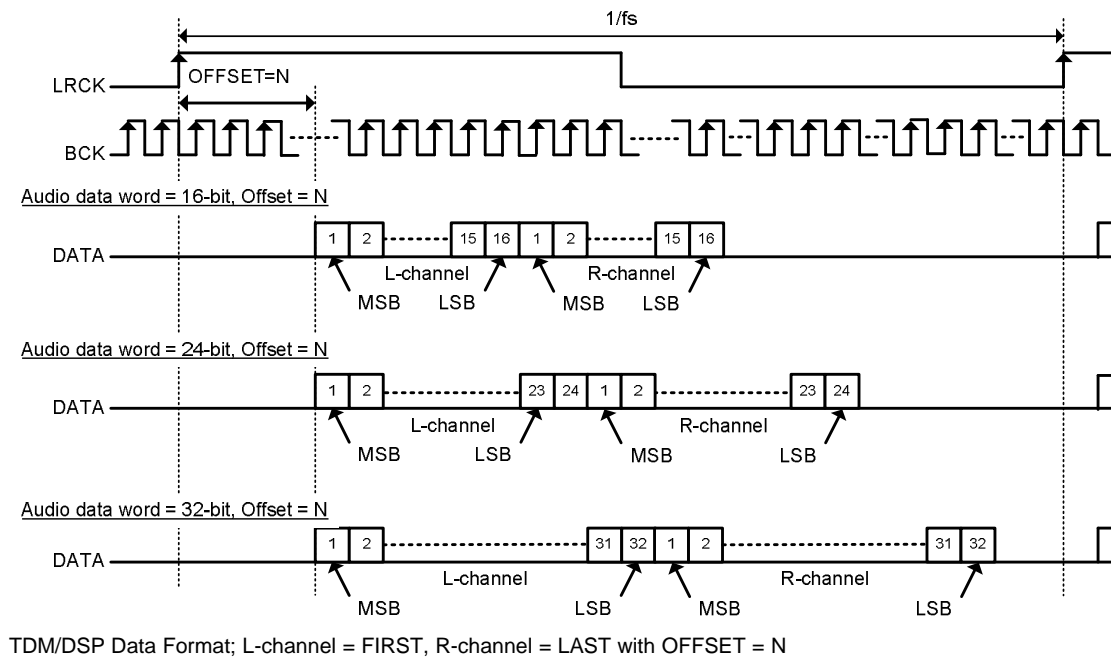 1/fs
OFFSET=N
LRCK
BCK
Audio data word = 16-bit, Offset = N
DATA
1 2 15 16 1 2 15 16
L-channel R-channel
MSB LSB MSB LSB
Audio data word = 24-bit, Offset = N
DATA
1 2 23 24 1 2 23 24
L-channel R-channel
MSB LSB MSB LSB
Audio data word = 32-bit, Offset = N
DATA
1 2 31 32 1 2 31 32
L-channel R-channel
MSB LSB MSB LSB
TDM/DSP Data Format; L-channel = FIRST, R-channel = LAST with OFFSET = N